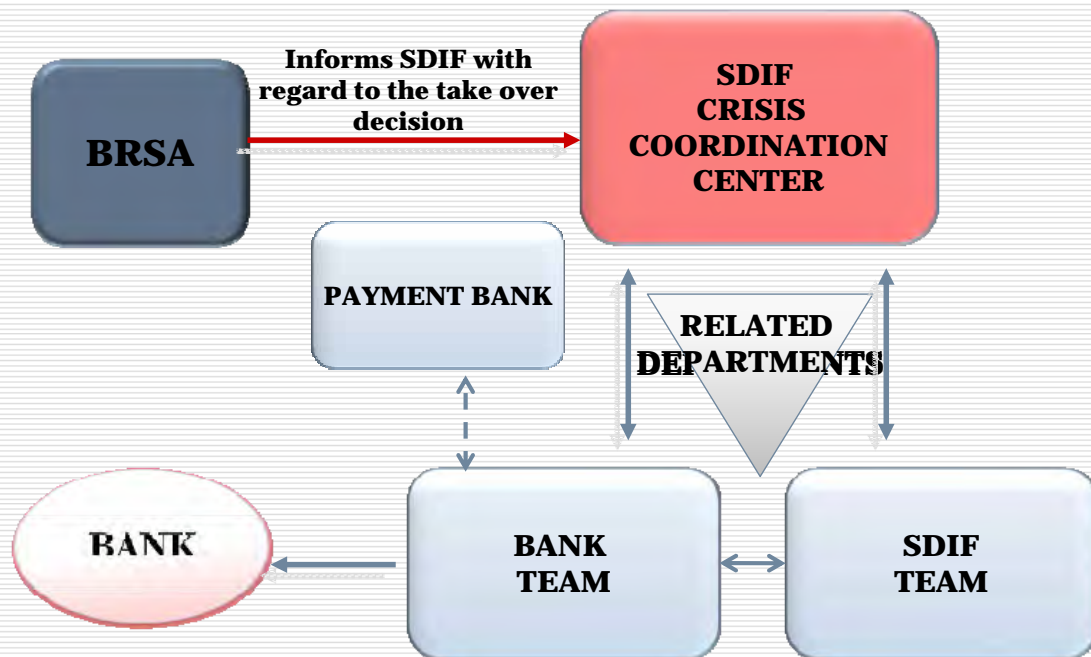 Informs SDIF with
regard to the take over
decision
BRSA
SDIF
CRISIS
COORDINATION
CENTER
PAYMENT BANK
RELATED
DEPARTMENTS
BANK
BANK
TEAM
SDIF
TEAM